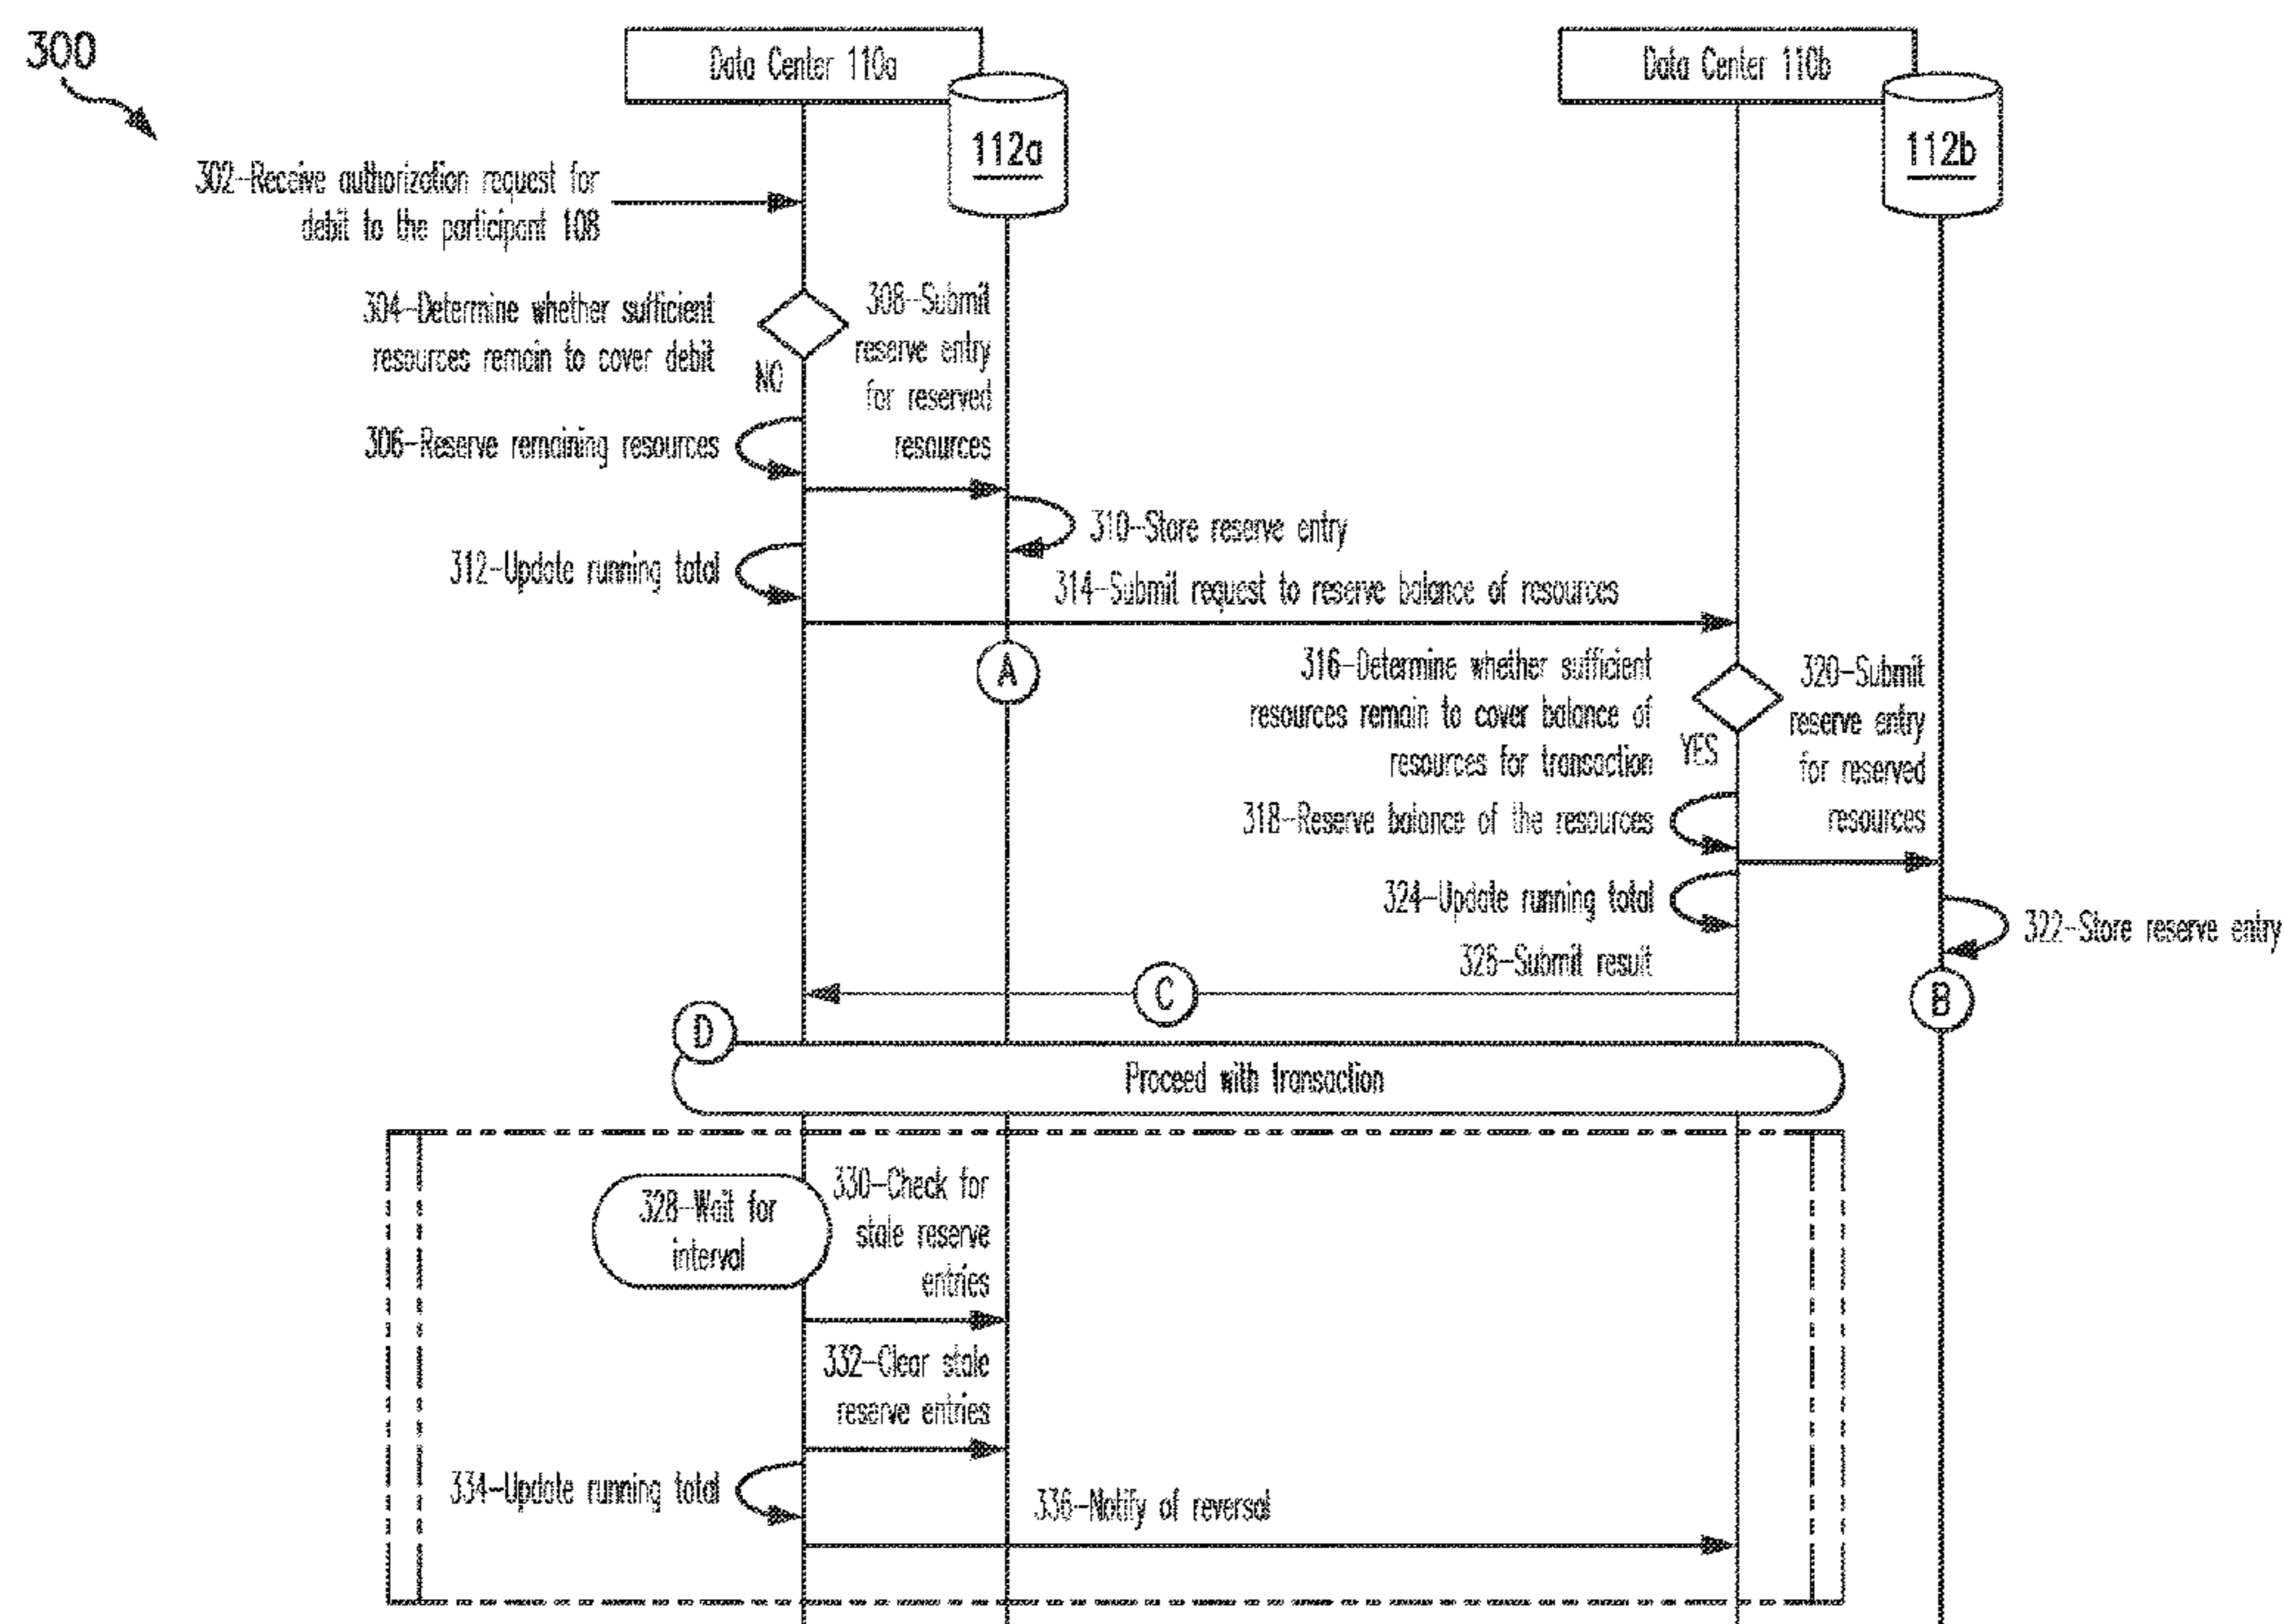 300
Data Center 110a
Data Center 110b
112a
112b
302-Receive authorization request for
debit to the participant 108
304-Determine whether sufficient
resources remain to cover debit
NO
308-Submit
reserve entry
for reserved
resources
306-Reserve remaining resources
310-Store reserve entry
312-Update running total
314-Submit request to reserve balance of resources
A
316-Determine whether sufficient
resources remain to cover balance of
resources for transaction
YES
320-Submit
reserve entry
for reserved
resources
318-Reserve balance of the resources
324-Update running total
322-Store reserve entry
326-Submit result
C
B
D
Proceed with transaction
328-Wait for
interval
330-Check for
stale reserve
entries
332-Clear stale
reserve entries
334-Update running total
336-Notify of reversal